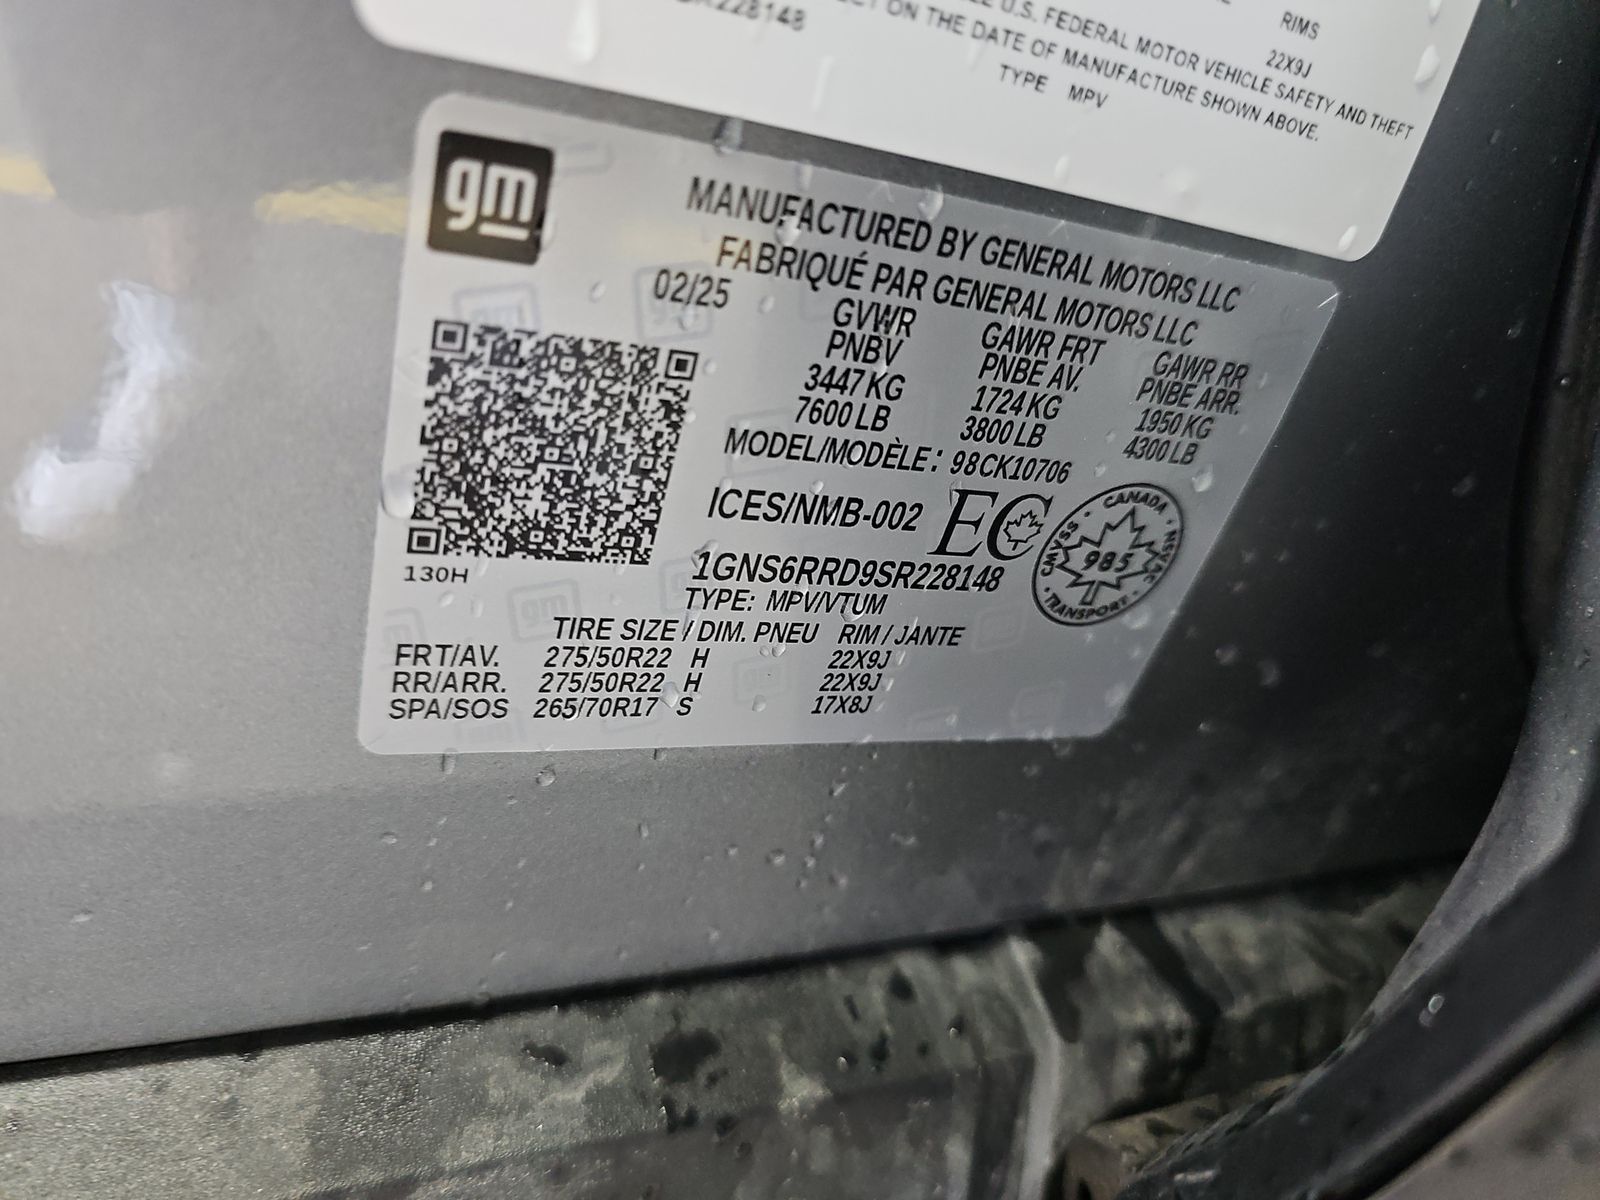 RIMS
22X9J
U.S. FEDERAL MOTOR VEHICLE SAFETY AND THEFT
228148
ON THE DATE OF MANUFACTURE SHOWN ABOVE.
TYPE MPV
gm
MANUFACTURED BY GENERAL MOTORS LLC
FABRIQUÉ PAR GENERAL MOTORS LLC
02/25
GVWR GAWR FRT GAWR RR
PNBV PNBE AV. PNBE ARR.
3447 KG 1724 KG 1950 KG
7600 LB 3800 LB 4300 LB
MODEL/MODÈLE: 98CK10706
ICES/NMB-002 EC
CANADA
CMVSS 985 NSVAC
TRANSPORT
130H
1GNS6RRD9SR228148
TYPE: MPV/VTUM
TIRE SIZE / DIM. PNEU RIM / JANTE
FRT/AV. 275/50R22 H 22X9J
RR/ARR. 275/50R22 H 22X9J
SPA/SOS 265/70R17 S 17X8J